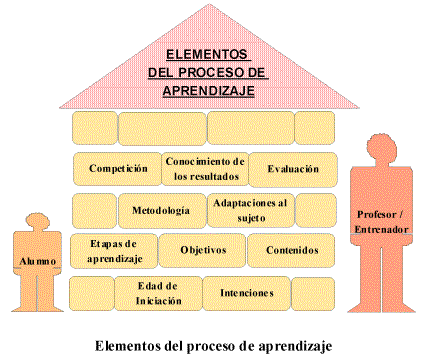 ELEMENTOS
DEL PROCESO DE
APRENDIZAJE
Competición
Conocimiento de
los resultados
Evaluación
Metodología
Adaptaciones al
sujeto
Profesor /
Entrenador
Alumno
Etapas de
aprendizaje
Objetivos
Contenidos
Edad de
Iniciación
Intenciones
Elementos del proceso de aprendizaje